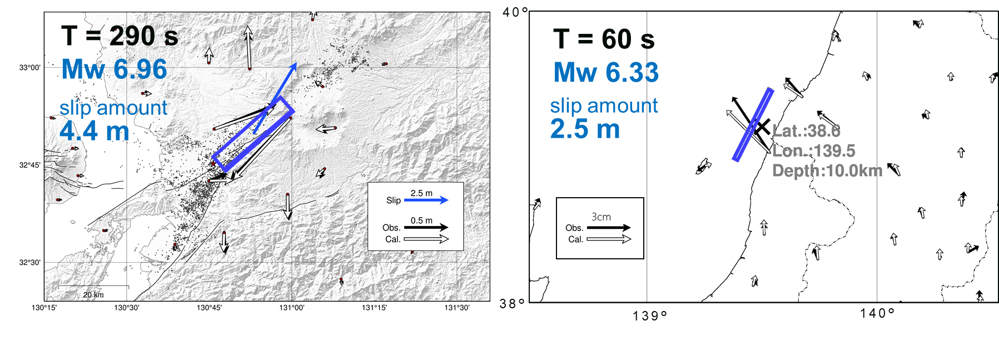 T = 290 s
Mw 6.96
slip amount
4.4 m
33°00'
32°45'
32°30'
2.5 m
Slip
0.5 m
Obs.
Cal.
20 km
130°15' 130°30' 130°45' 131°00' 131°15' 131°30'
40°
T = 60 s
Mw 6.33
slip amount
2.5 m
Lat.:38.6
Lon.:139.5
Depth:10.0km
3cm
Obs.
Cal.
38°
139° 140°